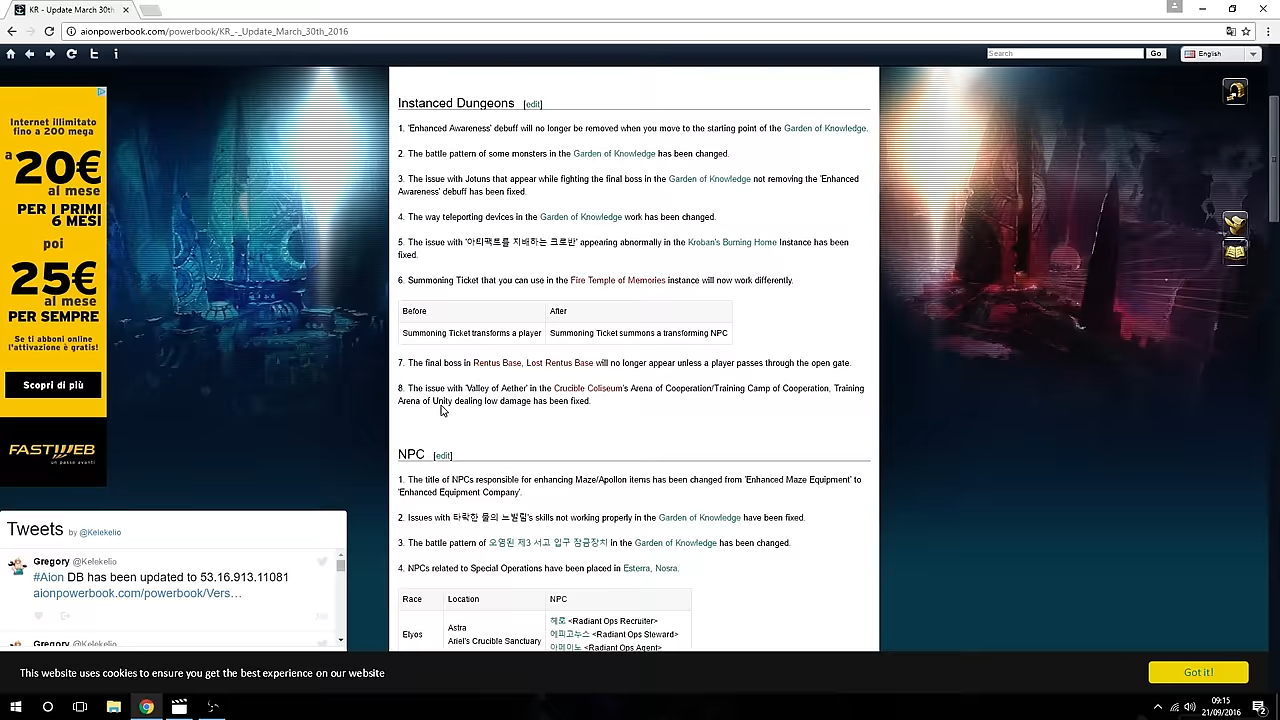 KR - Update March 30th
aionpowerbook.com/powerbook/KR_-_Update_March_30th_2016
Search
Go
English
Internet illimitato
fino a 200 mega
a 20€
al mese
PER I PRIMI
6 MESI
poi
25€
al mese
PER SEMPRE
Se ti abboni online
l'attivazione è gratis!
Scopri di più
FASTWEB
un passo avanti
Instanced Dungeons [edit]
1. 'Enhanced Awareness' debuff will no longer be removed when you move to the starting point of the Garden of Knowledge.
2. The battle pattern of some monsters in the Garden of Knowledge has been changed.
3. The issue with Jotuns that appear while fighting the final boss in the Garden of Knowledge not removing the 'Enhanced
Awareness' debuff has been fixed.
4. The way teleporting devices in the Garden of Knowledge work has been changed.
5. The issue with '아티팩트를 지배하는 크로반' appearing abnormally in the Kroban's Burning Home Instance has been
fixed.
6. Summoning Ticket that you can use in the Fire Temple of Memories instance will now work differently.
Before After
Summoning Ticket transforms a player Summoning Ticket summons a transforming NPC
7. The final boss in Rentus Base, Lost Rentus Base will no longer appear unless a player passes through the open gate.
8. The issue with 'Valley of Aether' in the Crucible Coliseum's Arena of Cooperation/Training Camp of Cooperation, Training
Arena of Unity dealing low damage has been fixed.
NPC [edit]
1. The title of NPCs responsible for enhancing Maze/Apollon items has been changed from 'Enhanced Maze Equipment' to
'Enhanced Equipment Company'.
2. Issues with 타락한 물의 느빌림's skills not working properly in the Garden of Knowledge have been fixed.
3. The battle pattern of 오염된 제3 서고 입구 잠금장치 in the Garden of Knowledge has been changed.
4. NPCs related to Special Operations have been placed in Esterra, Nosra.
Race Location NPC
Elyos
Astra
Ariel's Crucible Sanctuary
헤로 <Radiant Ops Recruiter>
에피고누스 <Radiant Ops Steward>
아메이노 <Radiant Ops Agent>
Tweets by @Kelekelio
Gregory @Kelekelio
#Aion DB has been updated to 53.16.913.11081
aionpowerbook.com/powerbook/Vers…
Gregory @Kelekelio
This website uses cookies to ensure you get the best experience on our website
Got it!
09:15
21/09/2016